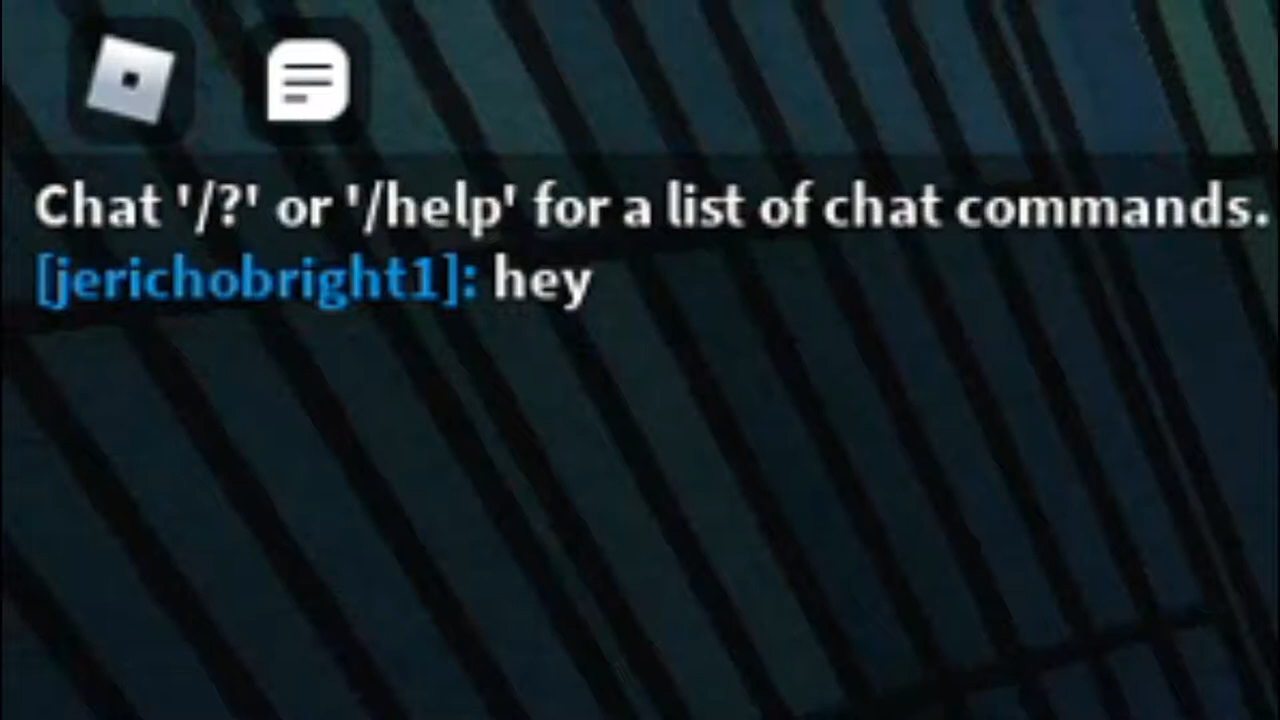 Chat '/?' or '/help' for a list of chat commands.
[jerichobright1]: hey